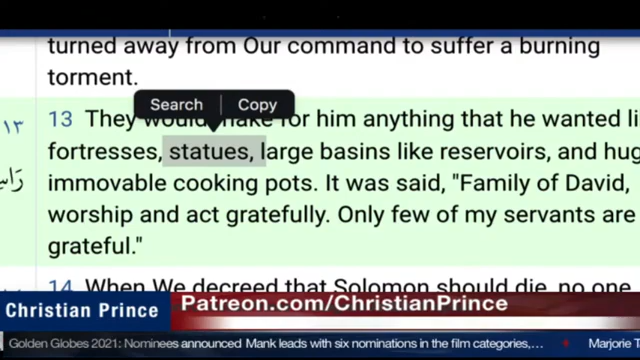 turned away from Our command to suffer a burning
torment.
Search Copy
١٣
13 They would make for him anything that he wanted li
fortresses, statues, large basins like reservoirs, and hug
immovable cooking pots. It was said, "Family of David,
worship and act gratefully. Only few of my servants are
grateful."
14 When We decreed that Solomon should die, no one
Christian Prince
Patreon.com/ChristianPrince
Golden Globes 2021: Nominees announced Mank leads with six nominations in the film categories,... Marjorie T